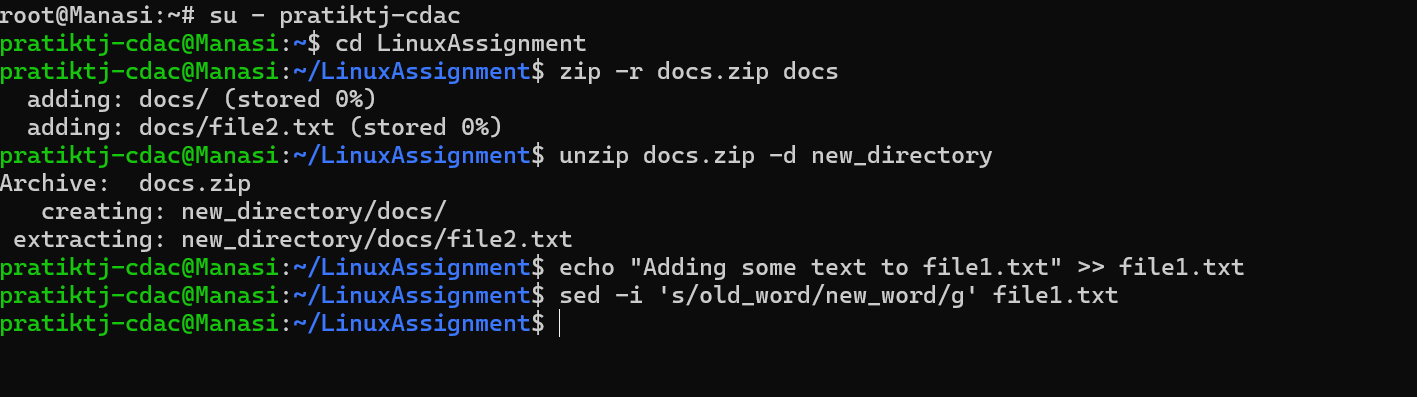 root@Manasi:~# su - pratiktj-cdac
pratiktj-cdac@Manasi:~$ cd LinuxAssignment
pratiktj-cdac@Manasi:~/LinuxAssignment$ zip -r docs.zip docs
  adding: docs/ (stored 0%)
  adding: docs/file2.txt (stored 0%)
pratiktj-cdac@Manasi:~/LinuxAssignment$ unzip docs.zip -d new_directory
Archive:  docs.zip
   creating: new_directory/docs/
 extracting: new_directory/docs/file2.txt
pratiktj-cdac@Manasi:~/LinuxAssignment$ echo "Adding some text to file1.txt" >> file1.txt
pratiktj-cdac@Manasi:~/LinuxAssignment$ sed -i 's/old_word/new_word/g' file1.txt
pratiktj-cdac@Manasi:~/LinuxAssignment$